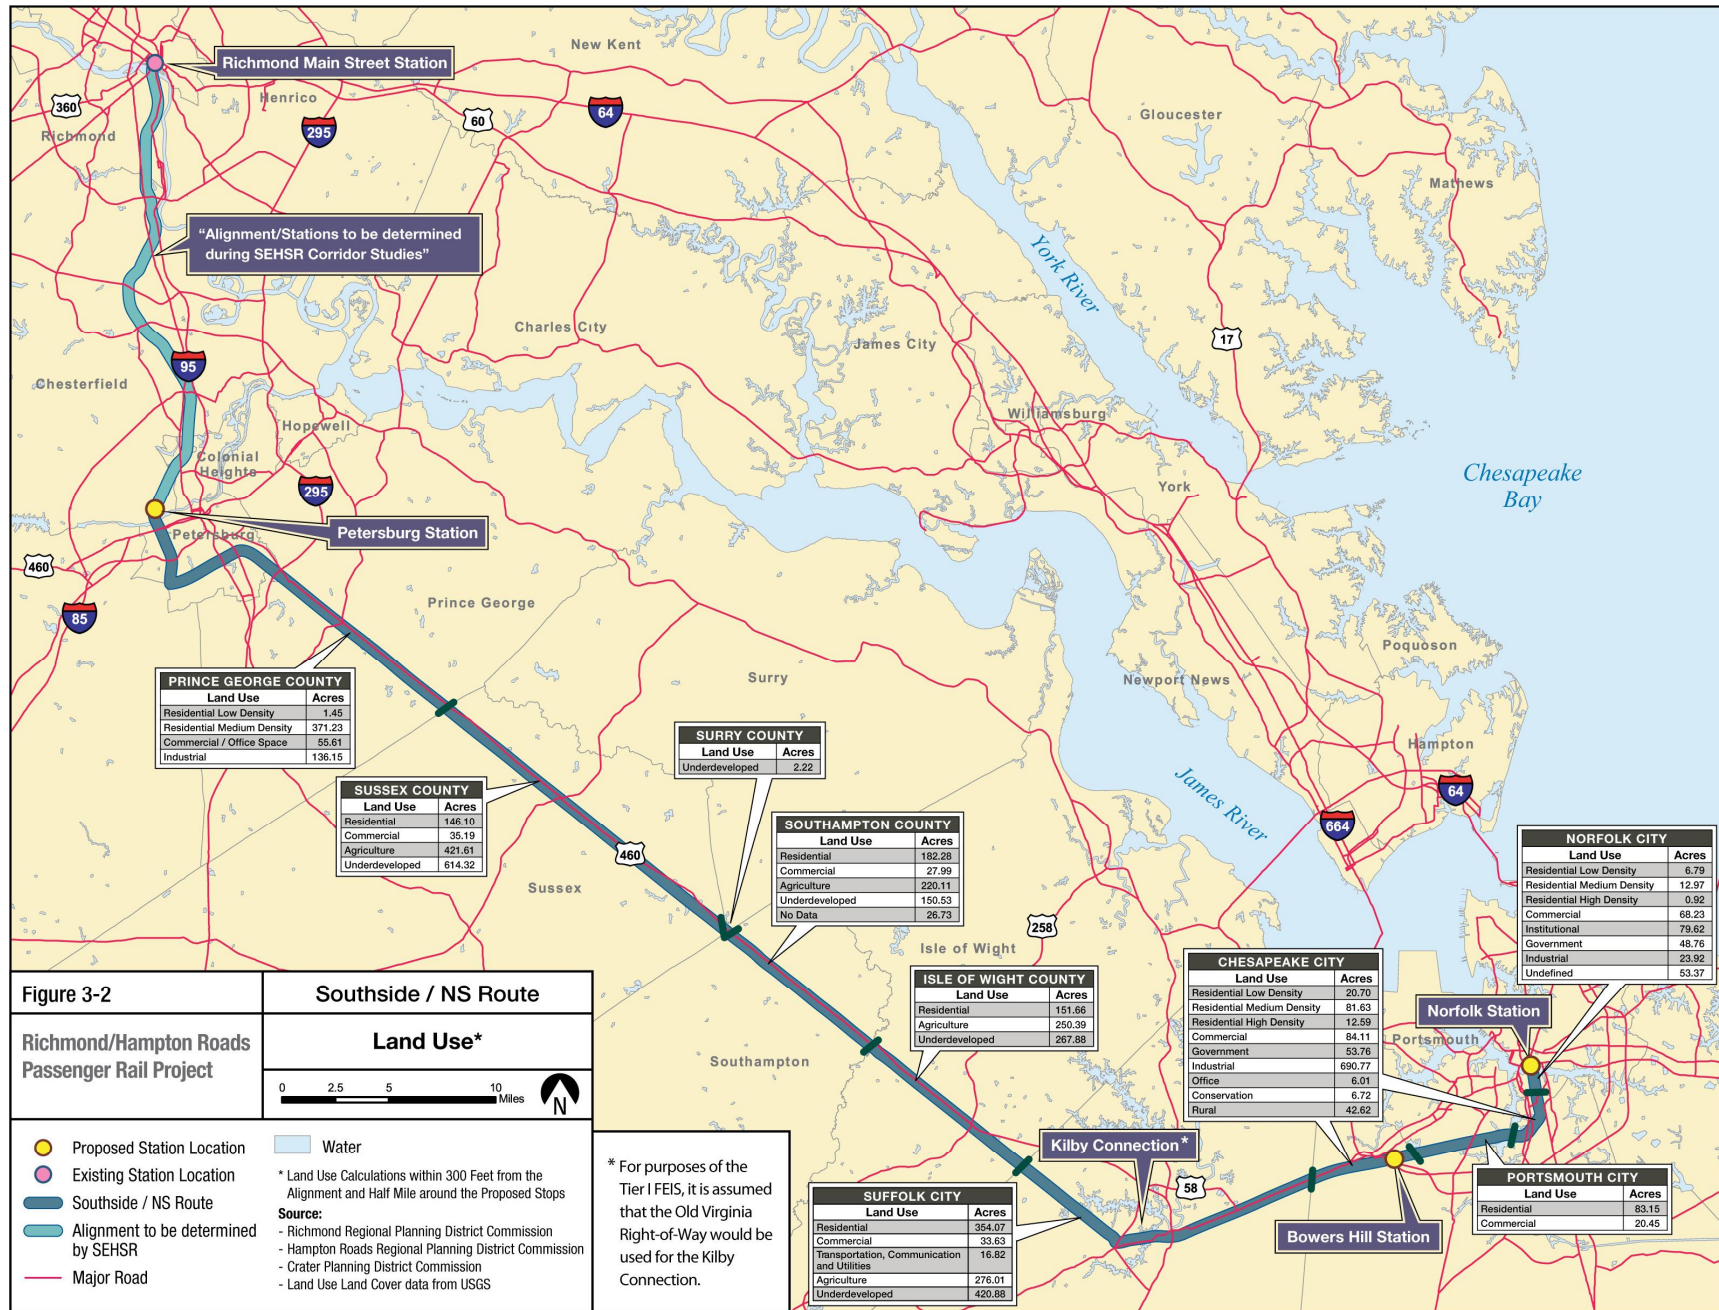 New Kent
Richmond Main Street Station
Henrico
360
Richmond
295
60
64
Gloucester
Mathews
"Alignment/Stations to be determined
during SEHSR Corridor Studies"
York River
Charles City
James City
17
95
Chesterfield
Williamsburg
Hopewell
Colonial
Heights
295
York
Chesapeake
Bay
Petersburg Station
Petersburg
460
85
Prince George
Poquoson
Surry
Newport News
Hampton
James River
64
664
PRINCE GEORGE COUNTY
Land Use Acres
Residential Low Density 1.45
Residential Medium Density 371.23
Commercial / Office Space 55.61
Industrial 136.15
SURRY COUNTY
Land Use Acres
Underdeveloped 2.22
SUSSEX COUNTY
Land Use Acres
Residential 146.10
Commercial 35.19
Agriculture 421.61
Underdeveloped 614.32
460
Sussex
SOUTHAMPTON COUNTY
Land Use Acres
Residential 182.28
Commercial 27.99
Agriculture 220.11
Underdeveloped 150.53
No Data 26.73
NORFOLK CITY
Land Use Acres
Residential Low Density 6.79
Residential Medium Density 12.97
Residential High Density 0.92
Commercial 68.23
Institutional 79.62
Government 48.76
Industrial 23.92
Undefined 53.37
258
Isle of Wight
ISLE OF WIGHT COUNTY
Land Use Acres
Residential 151.66
Agriculture 250.39
Underdeveloped 267.88
CHESAPEAKE CITY
Land Use Acres
Residential Low Density 20.70
Residential Medium Density 81.63
Residential High Density 12.59
Commercial 84.11
Government 53.76
Industrial 690.77
Office 6.01
Conservation 6.72
Rural 42.62
Norfolk Station
Portsmouth
Southampton
Kilby Connection*
58
SUFFOLK CITY
Land Use Acres
Residential 354.07
Commercial 33.63
Transportation, Communication
and Utilities 16.82
Agriculture 276.01
Underdeveloped 420.88
Bowers Hill Station
PORTSMOUTH CITY
Land Use Acres
Residential 83.15
Commercial 20.45
Figure 3-2
Southside / NS Route
Richmond/Hampton Roads
Passenger Rail Project
Land Use*
0 2.5 5 10
Miles
N
Proposed Station Location
Existing Station Location
Southside / NS Route
Alignment to be determined
by SEHSR
Major Road
Water
* Land Use Calculations within 300 Feet from the
Alignment and Half Mile around the Proposed Stops
Source:
- Richmond Regional Planning District Commission
- Hampton Roads Regional Planning District Commission
- Crater Planning District Commission
- Land Use Land Cover data from USGS
* For purposes of the
Tier I FEIS, it is assumed
that the Old Virginia
Right-of-Way would be
used for the Kilby
Connection.